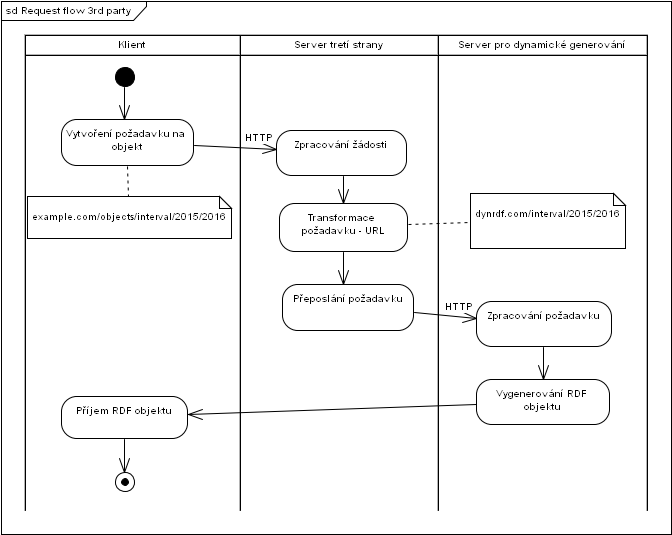 sd Request flow 3rd party
Klient
Server tretí strany
Server pro dynamické generování
Vytvoření požadavku na
objekt
HTTP
Zpracování žádosti
example.com/objects/interval/2015/2016
Transformace
požadavku - URL
dynrdf.com/interval/2015/2016
Přeposlání požadavku
HTTP
Zpracování požadavku
Vygenerování RDF
objektu
Příjem RDF objektu